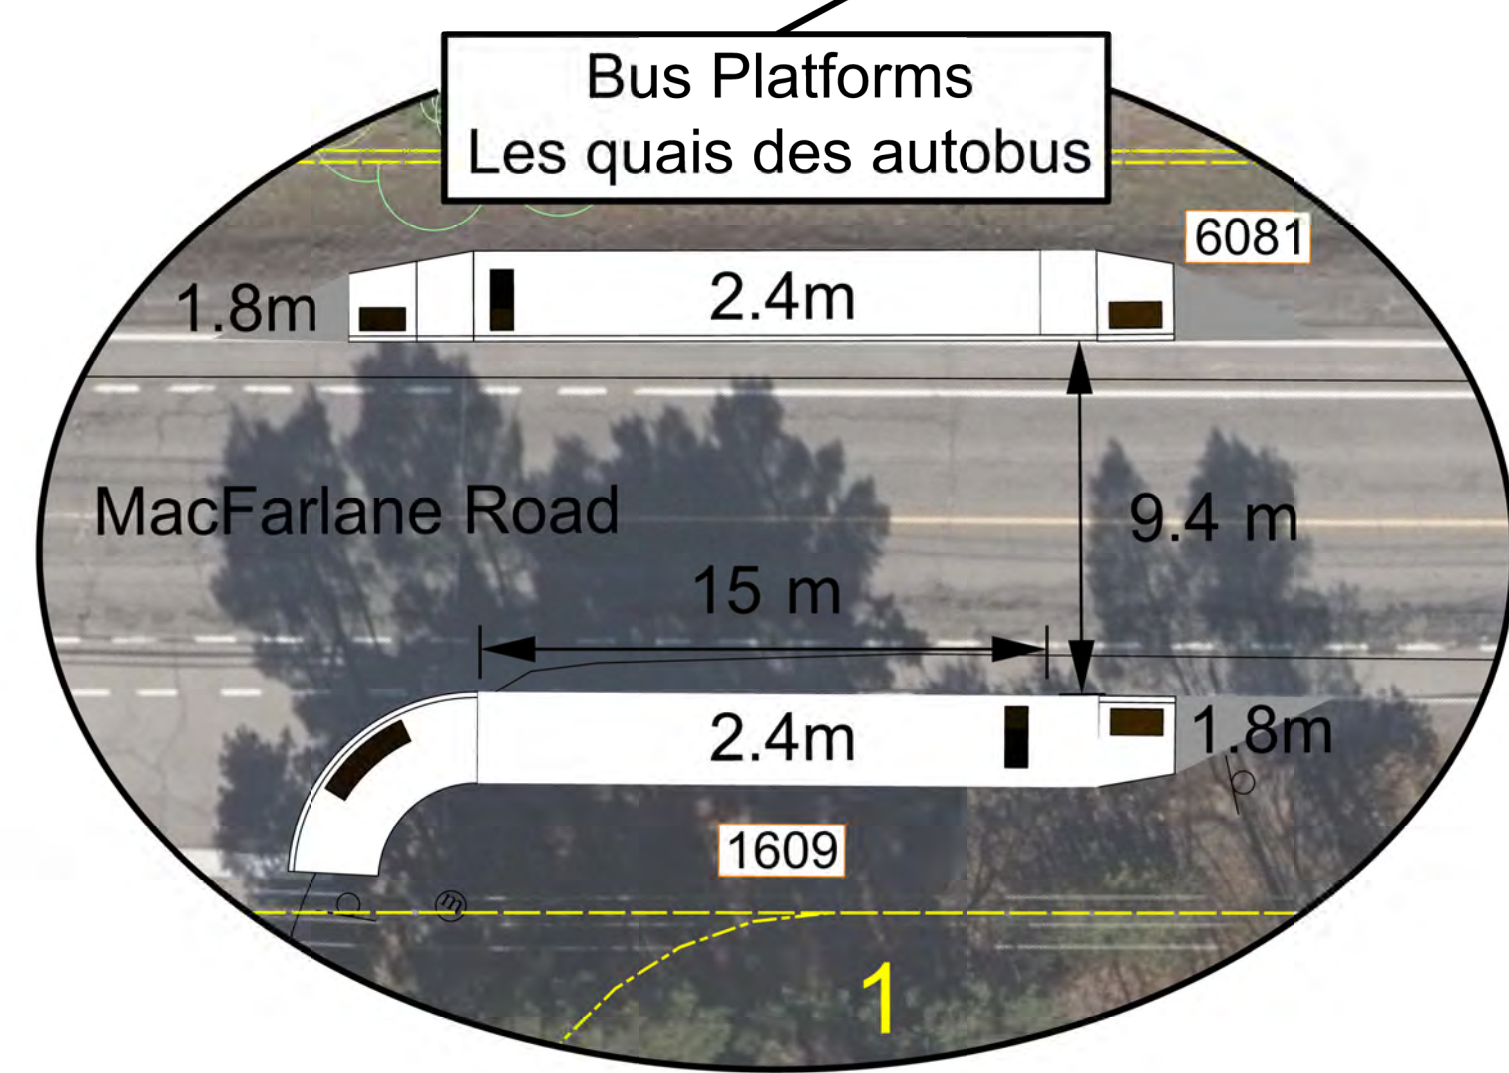 Bus Platforms
Les quais des autobus
6081
1.8m
2.4m
MacFarlane Road
9.4 m
15 m
2.4m
1.8m
1609
m
1